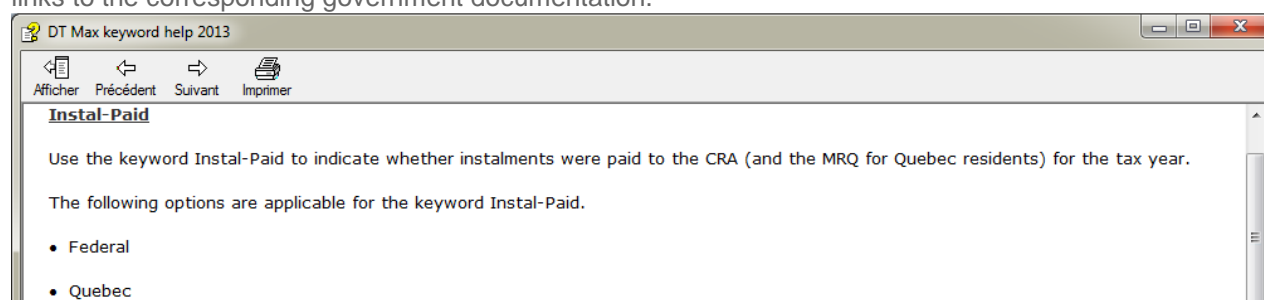 links to the corresponding government documentation.
DT Max keyword help 2013
Afficher Précédent Suivant Imprimer
Instal-Paid
Use the keyword Instal-Paid to indicate whether instalments were paid to the CRA (and the MRQ for Quebec residents) for the tax year.
The following options are applicable for the keyword Instal-Paid.
• Federal
• Quebec